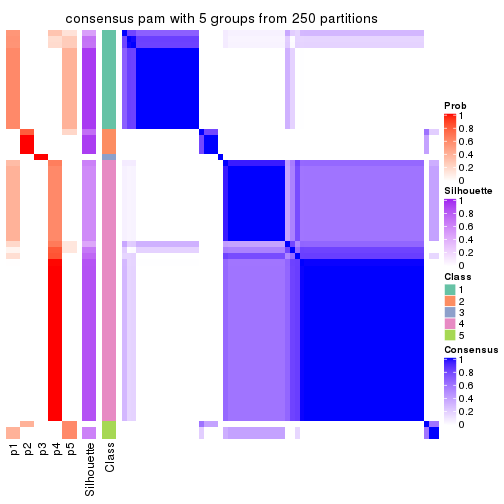 consensus pam with 5 groups from 250 partitions
Prob
1
0.8
0.6
0.4
0.2
0
Silhouette
1
0.8
0.6
0.4
0.2
0
Class
1
2
3
4
5
Consensus
1
0.8
0.6
0.4
0.2
0
p1
p2
p3
p4
p5
Silhouette
Class